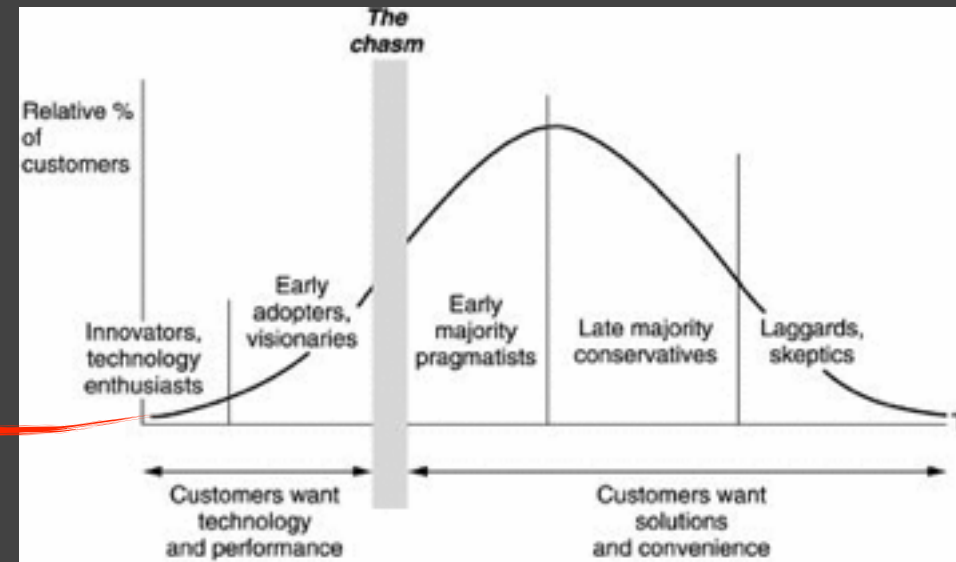 The
chasm
Relative %
of
customers
Innovators,
technology
enthusiasts
Early
adopters,
visionaries
Early
majority
pragmatists
Late majority
conservatives
Laggards,
skeptics
Customers want
technology
and performance
Customers want
solutions
and convenience